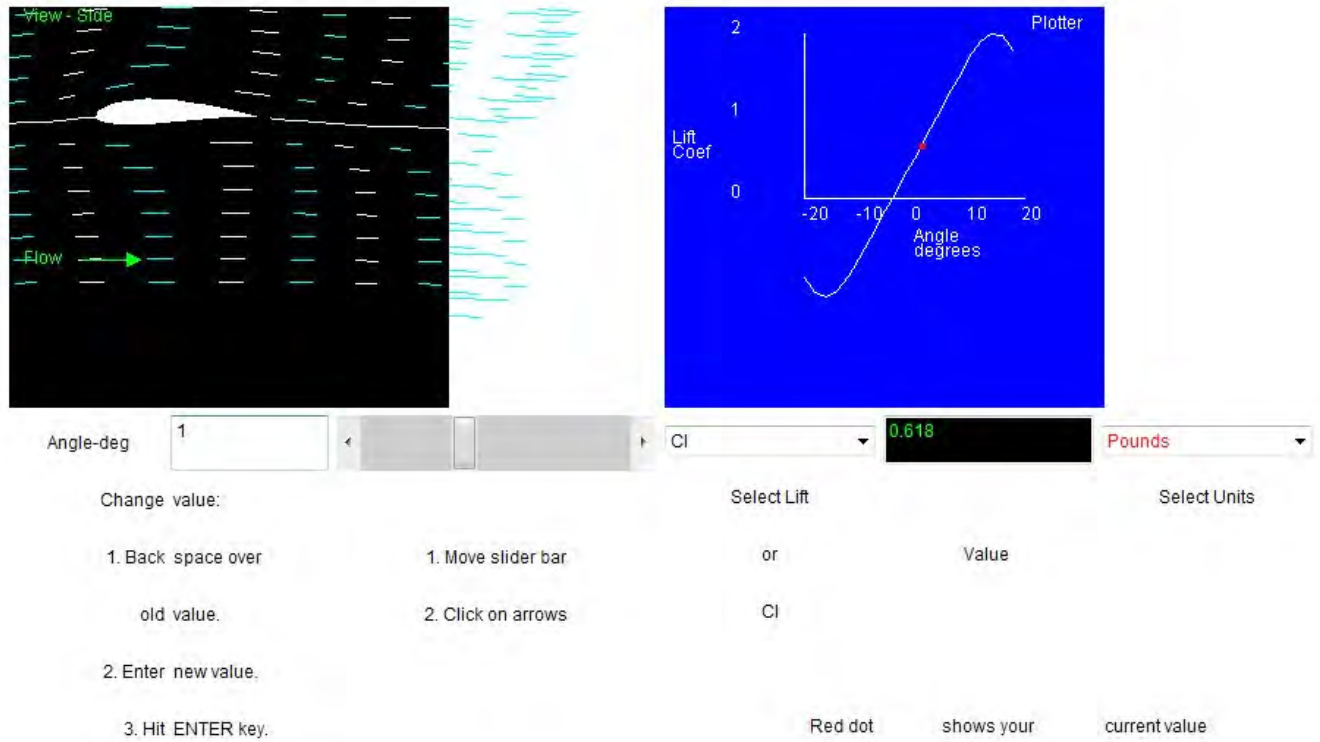 View - Side
Flow
Plotter
2
1
0
Lift
Coef
-20 -10 0 10 20
Angle
degrees
Angle-deg 1 Cl 0.618 Pounds
Change value: Select Lift Select Units
1. Back space over 1. Move slider bar or Value
old value. 2. Click on arrows Cl
2. Enter new value.
3. Hit ENTER key. Red dot shows your current value